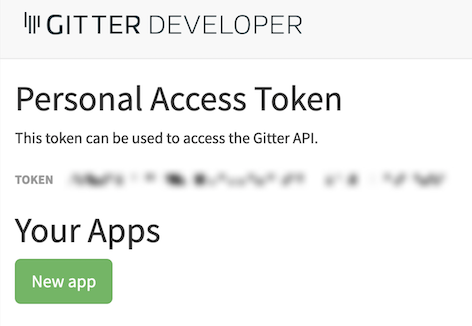 GITTER DEVELOPER
Personal Access Token
This token can be used to access the Gitter API.
TOKEN
Your Apps
New app